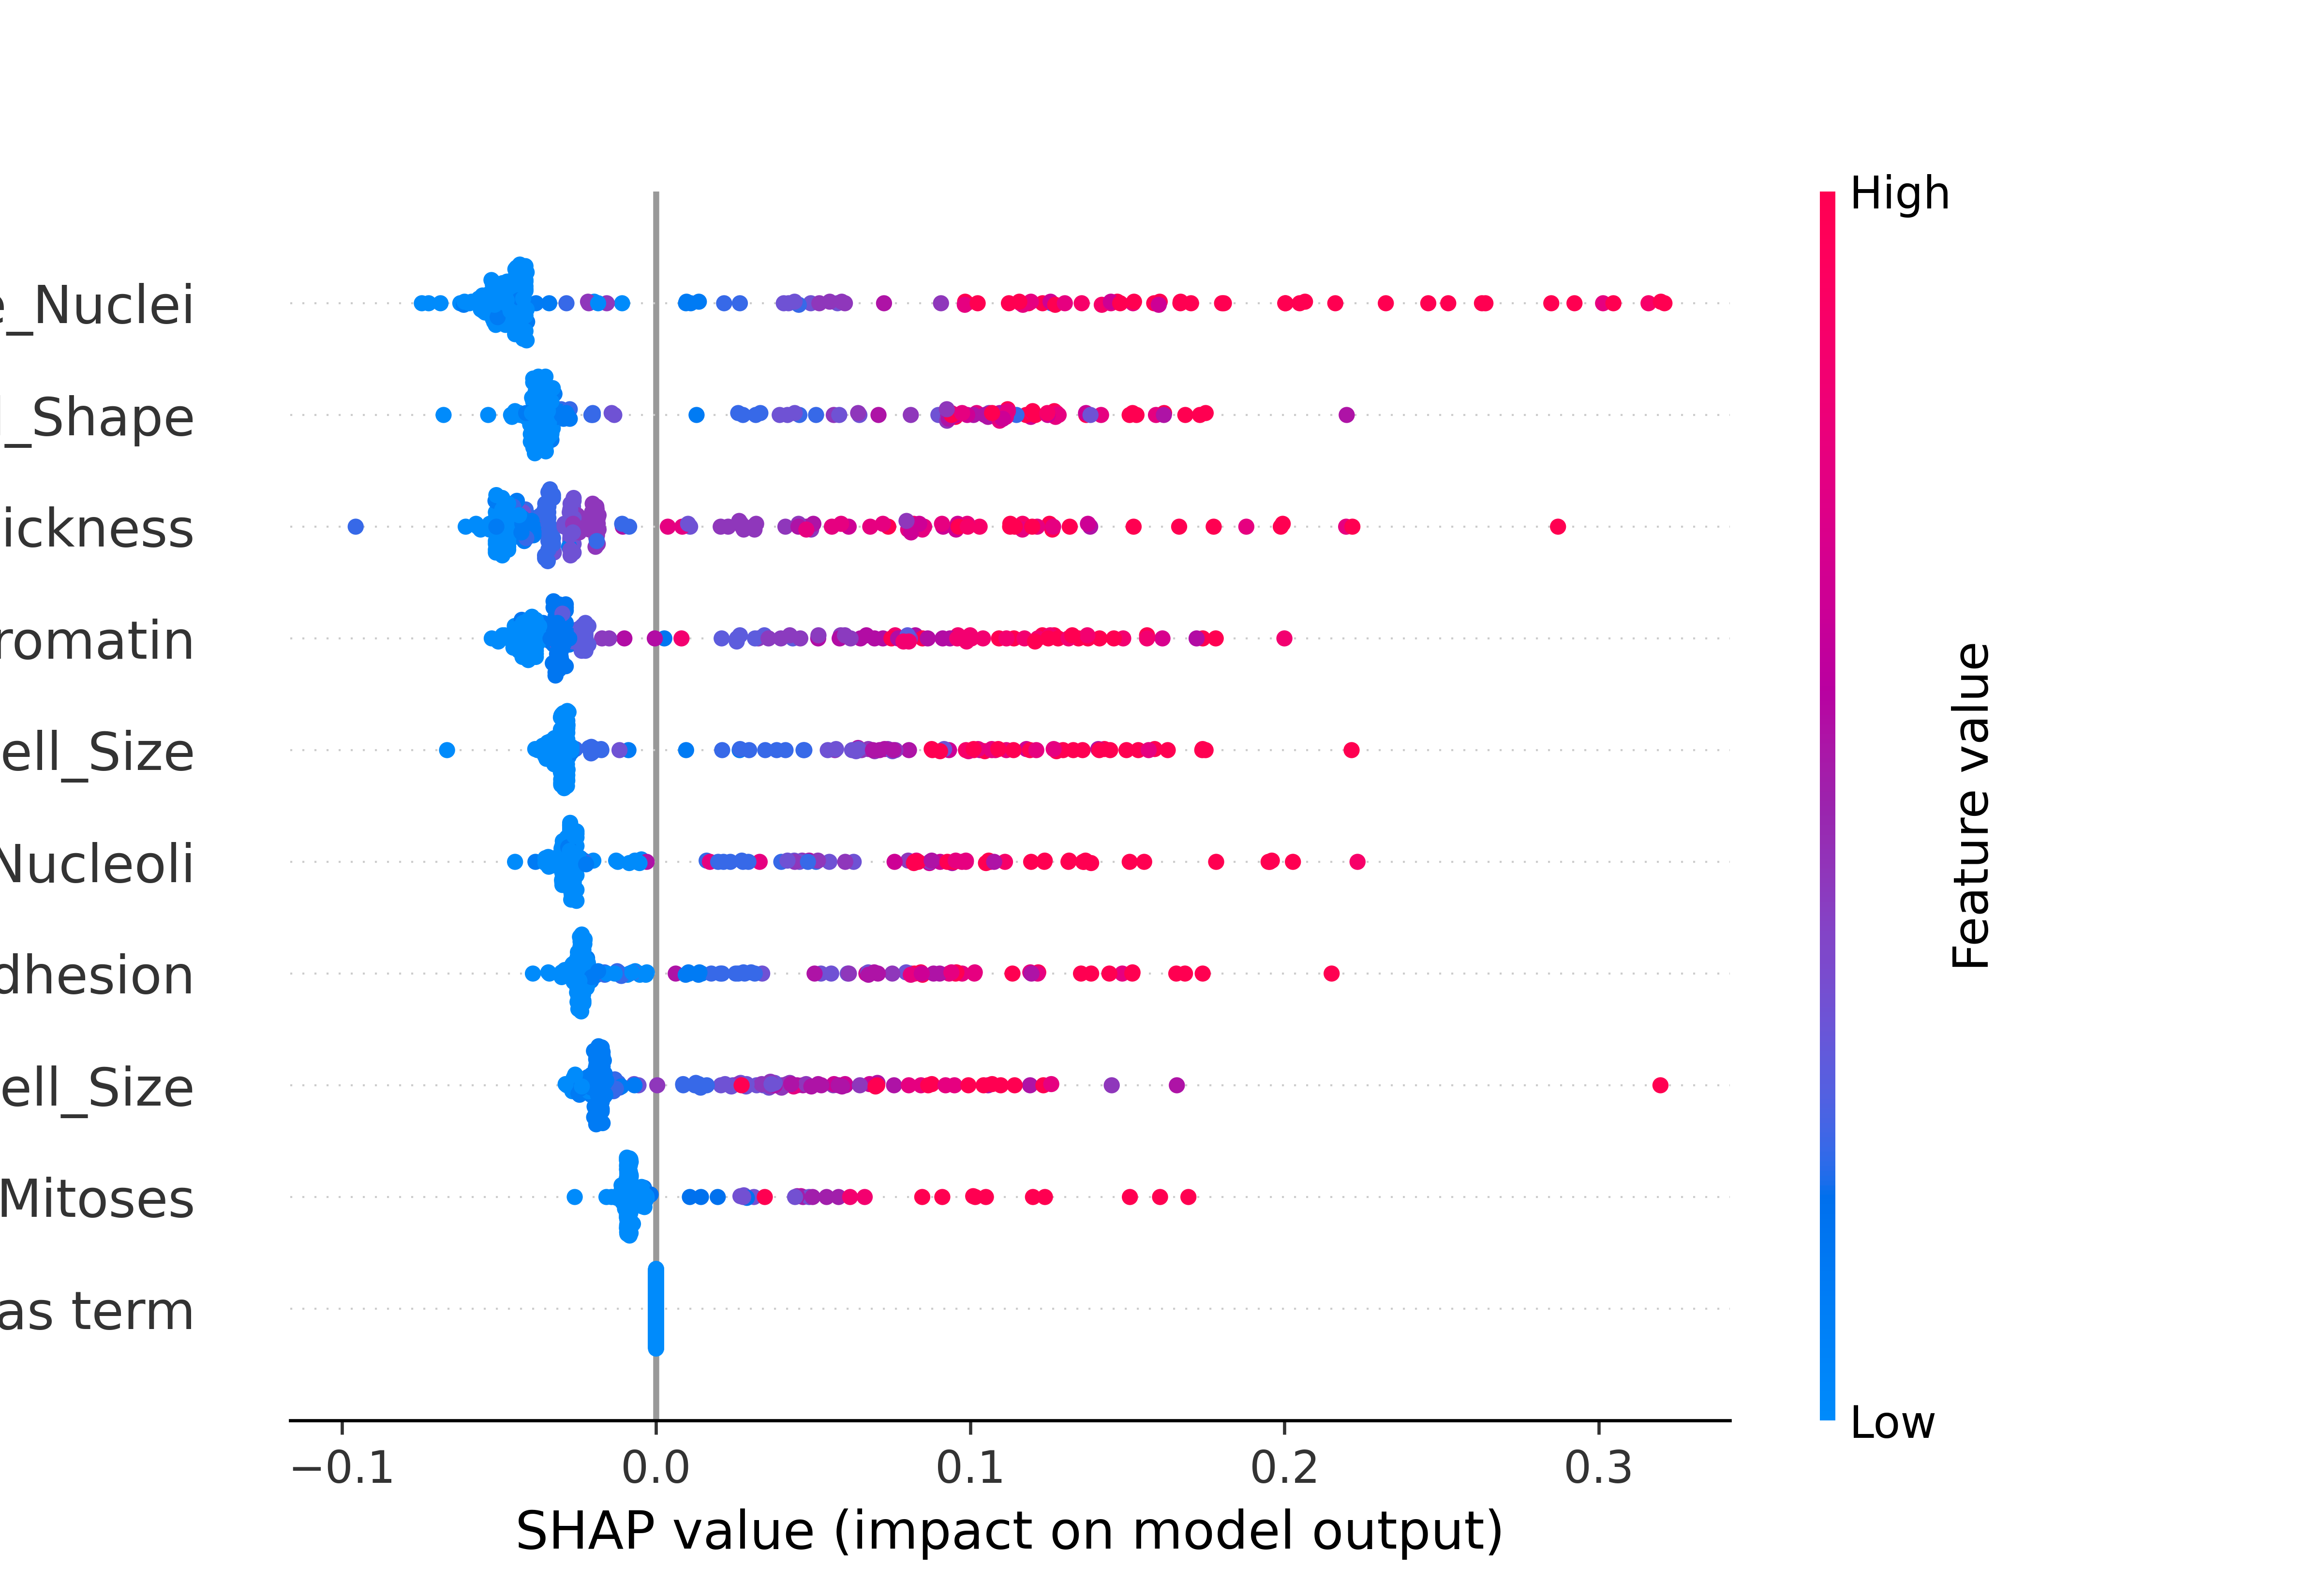 High
e_Nuclei
l_Shape
ickness
romatin
ell_Size
Nucleoli
dhesion
ell_Size
Mitoses
as term
Feature value
Low
−0.1 0.0 0.1 0.2 0.3
SHAP value (impact on model output)